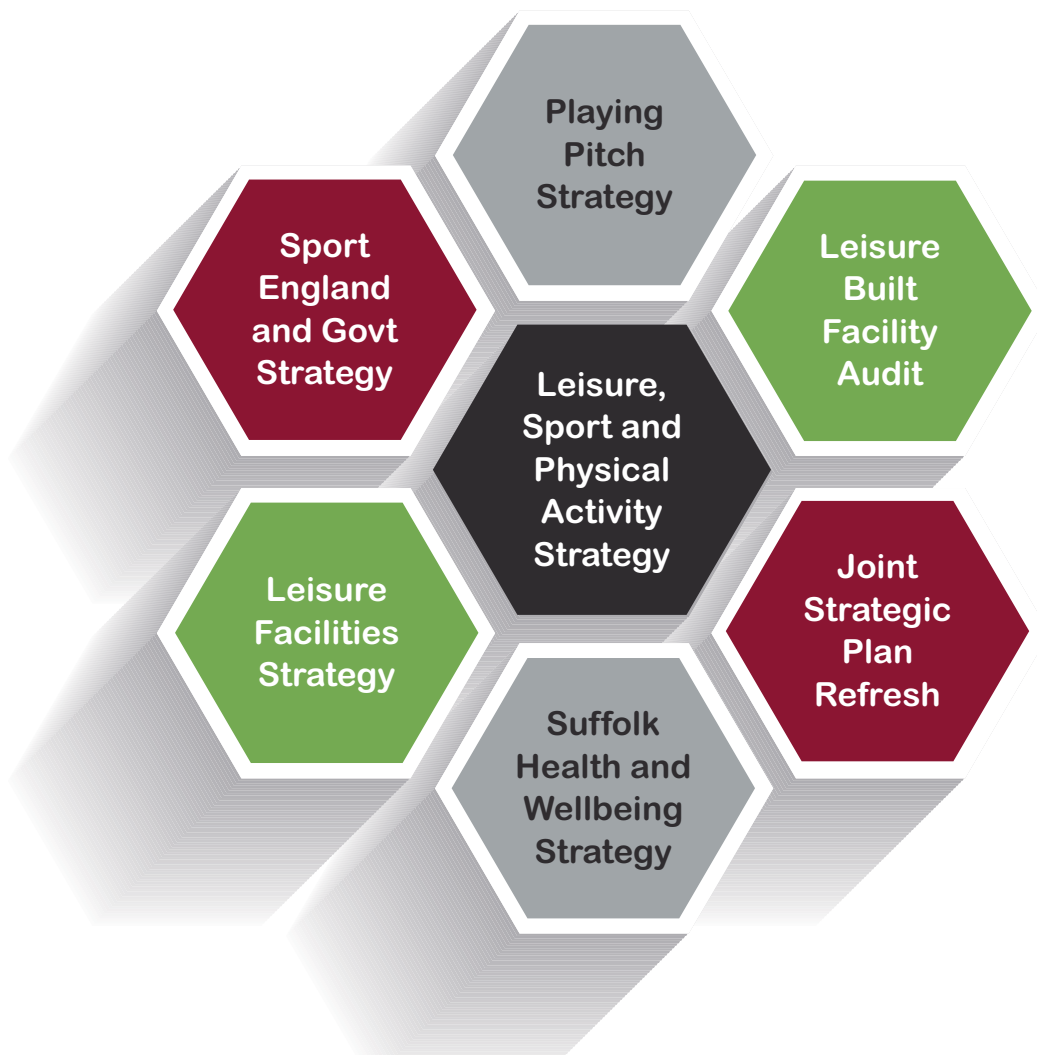 Playing
Pitch
Strategy
Sport
England
and Govt
Strategy
Leisure
Built
Facility
Audit
Leisure,
Sport and
Physical
Activity
Strategy
Leisure
Facilities
Strategy
Joint
Strategic
Plan
Refresh
Suffolk
Health and
Wellbeing
Strategy